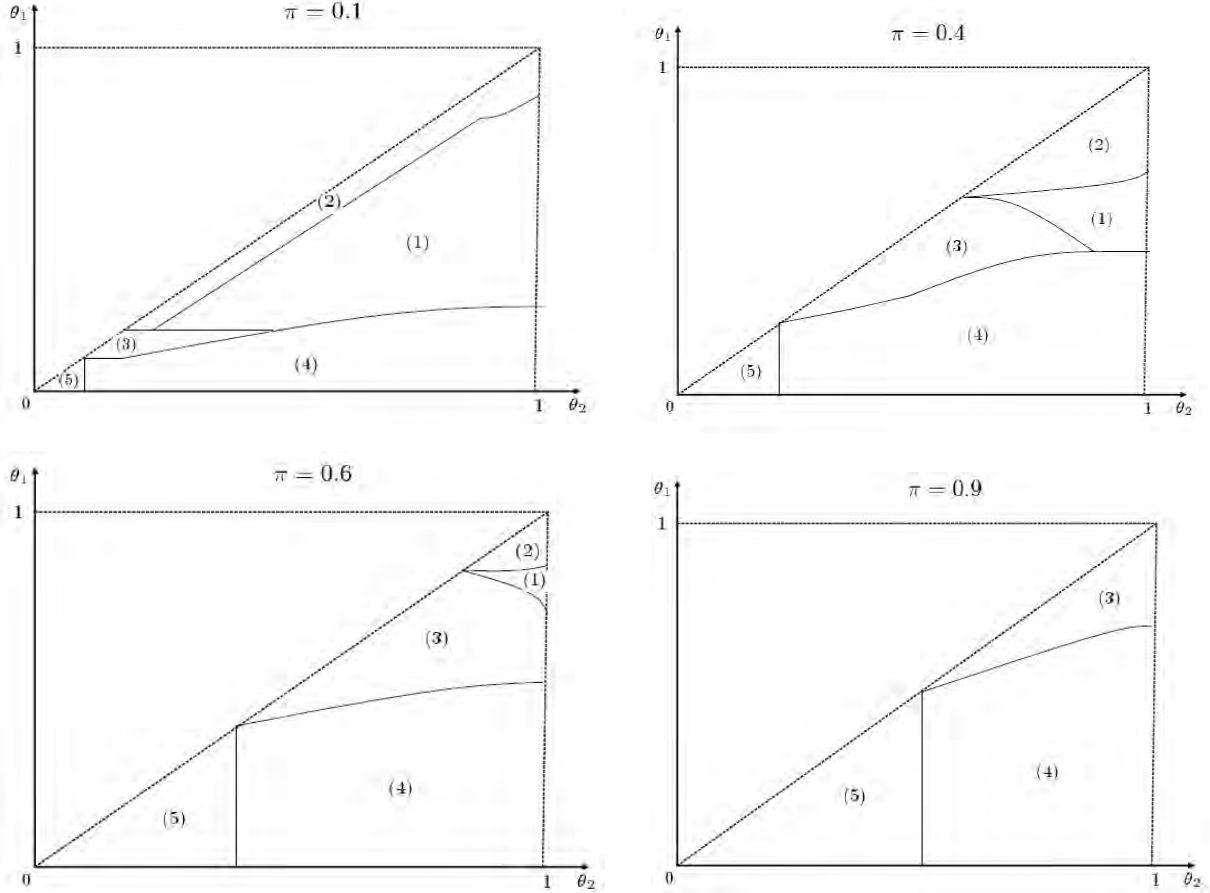 π = 0.1
θ₁
1
(2)
(1)
(3)
(4)
(5)
0
1
θ₂
π = 0.4
θ₁
1
(2)
(1)
(3)
(4)
(5)
0
1
θ₂
π = 0.6
θ₁
1
(2)
(1)
(3)
(4)
(5)
0
1
θ₂
π = 0.9
θ₁
1
(3)
(4)
(5)
0
1
θ₂